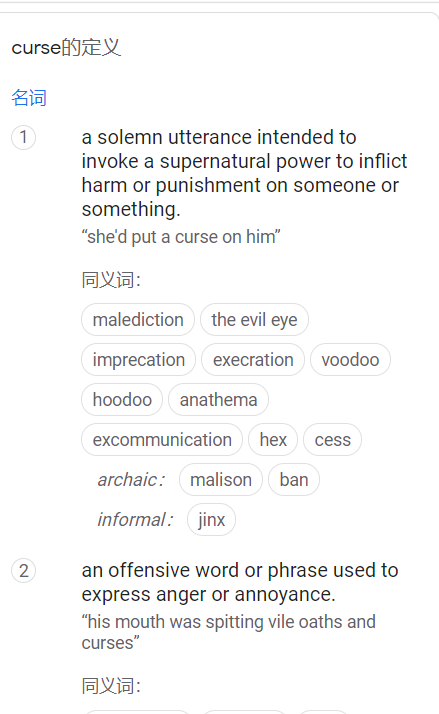 curse的定义
名词
1
a solemn utterance intended to
invoke a supernatural power to inflict
harm or punishment on someone or
something.
“she'd put a curse on him”
同义词：
malediction the evil eye
imprecation execration voodoo
hoodoo anathema
excommunication hex cess
archaic： malison ban
informal： jinx
2
an offensive word or phrase used to
express anger or annoyance.
“his mouth was spitting vile oaths and
curses”
同义词：